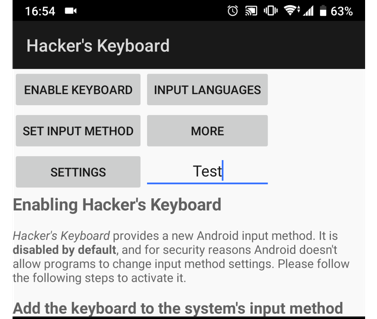 16:54 63%
Hacker's Keyboard
ENABLE KEYBOARD INPUT LANGUAGES
SET INPUT METHOD MORE
SETTINGS Test
Enabling Hacker's Keyboard
Hacker's Keyboard provides a new Android input method. It is
disabled by default, and for security reasons Android doesn't
allow programs to change input method settings. Please follow
the following steps to activate it.
Add the keyboard to the system's input method